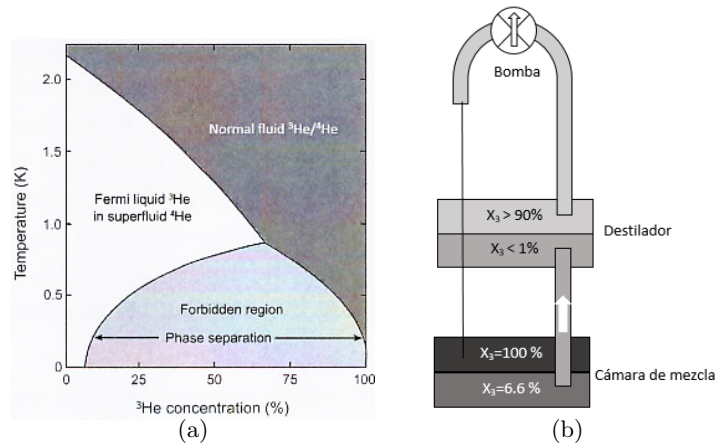 2.0
1.5
1.0
0.5
0
0
25
50
75
100
Temperature (K)
³He concentration (%)
Normal fluid ³He/⁴He
Fermi liquid ³He
in superfluid ⁴He
Forbidden region
Phase separation
(a)
Bomba
X₃ > 90%
X₃ < 1%
Destilador
X₃=100 %
X₃=6.6 %
Cámara de mezcla
(b)